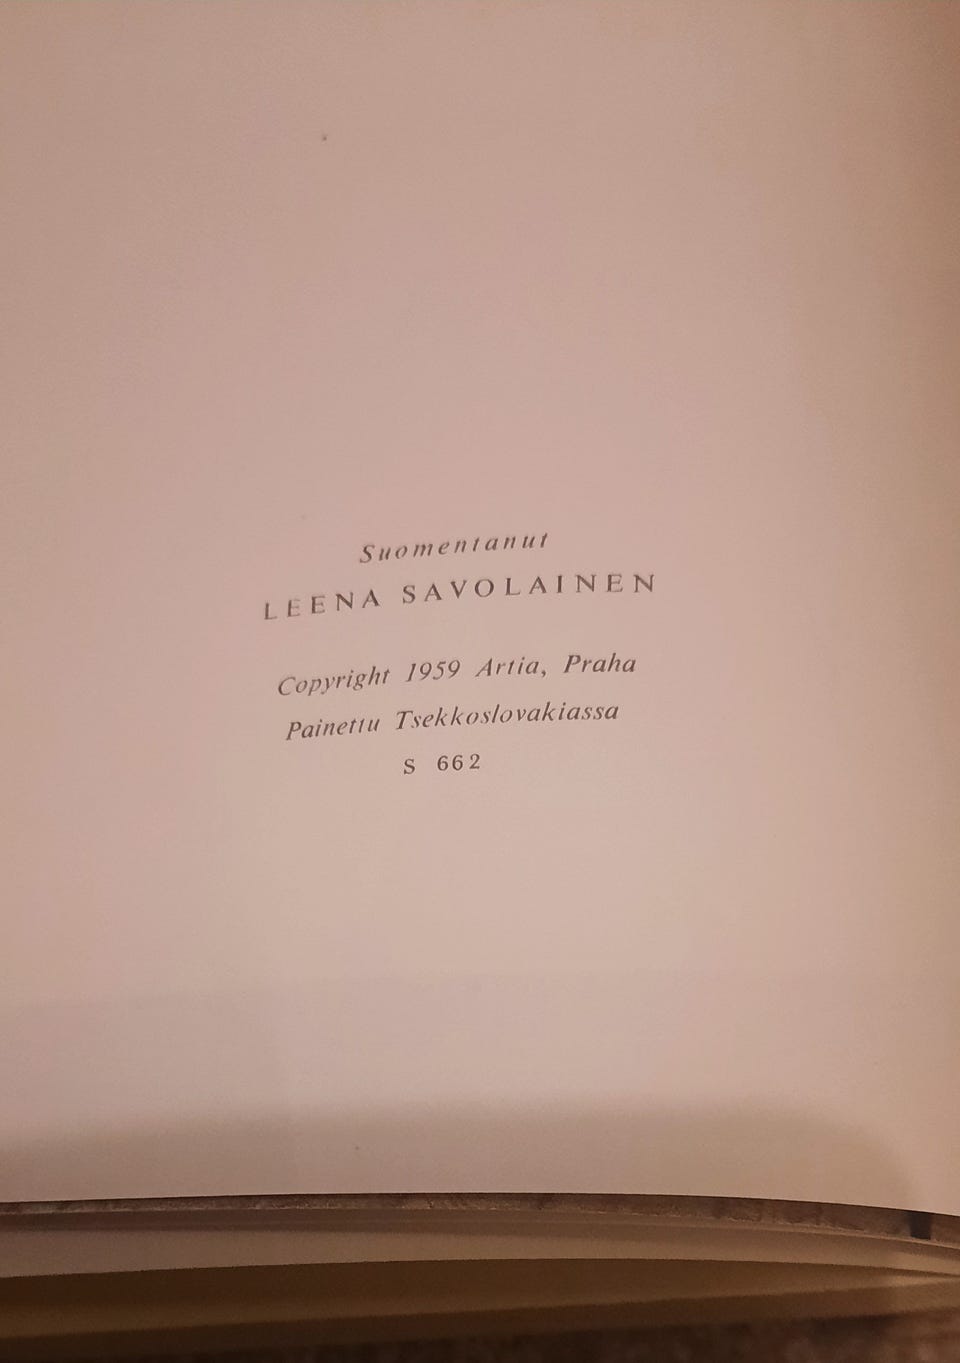 Suomentanut
LEENA SAVOLAINEN
Copyright 1959 Artia, Praha
Painettu Tsekkoslovakiassa
S 662